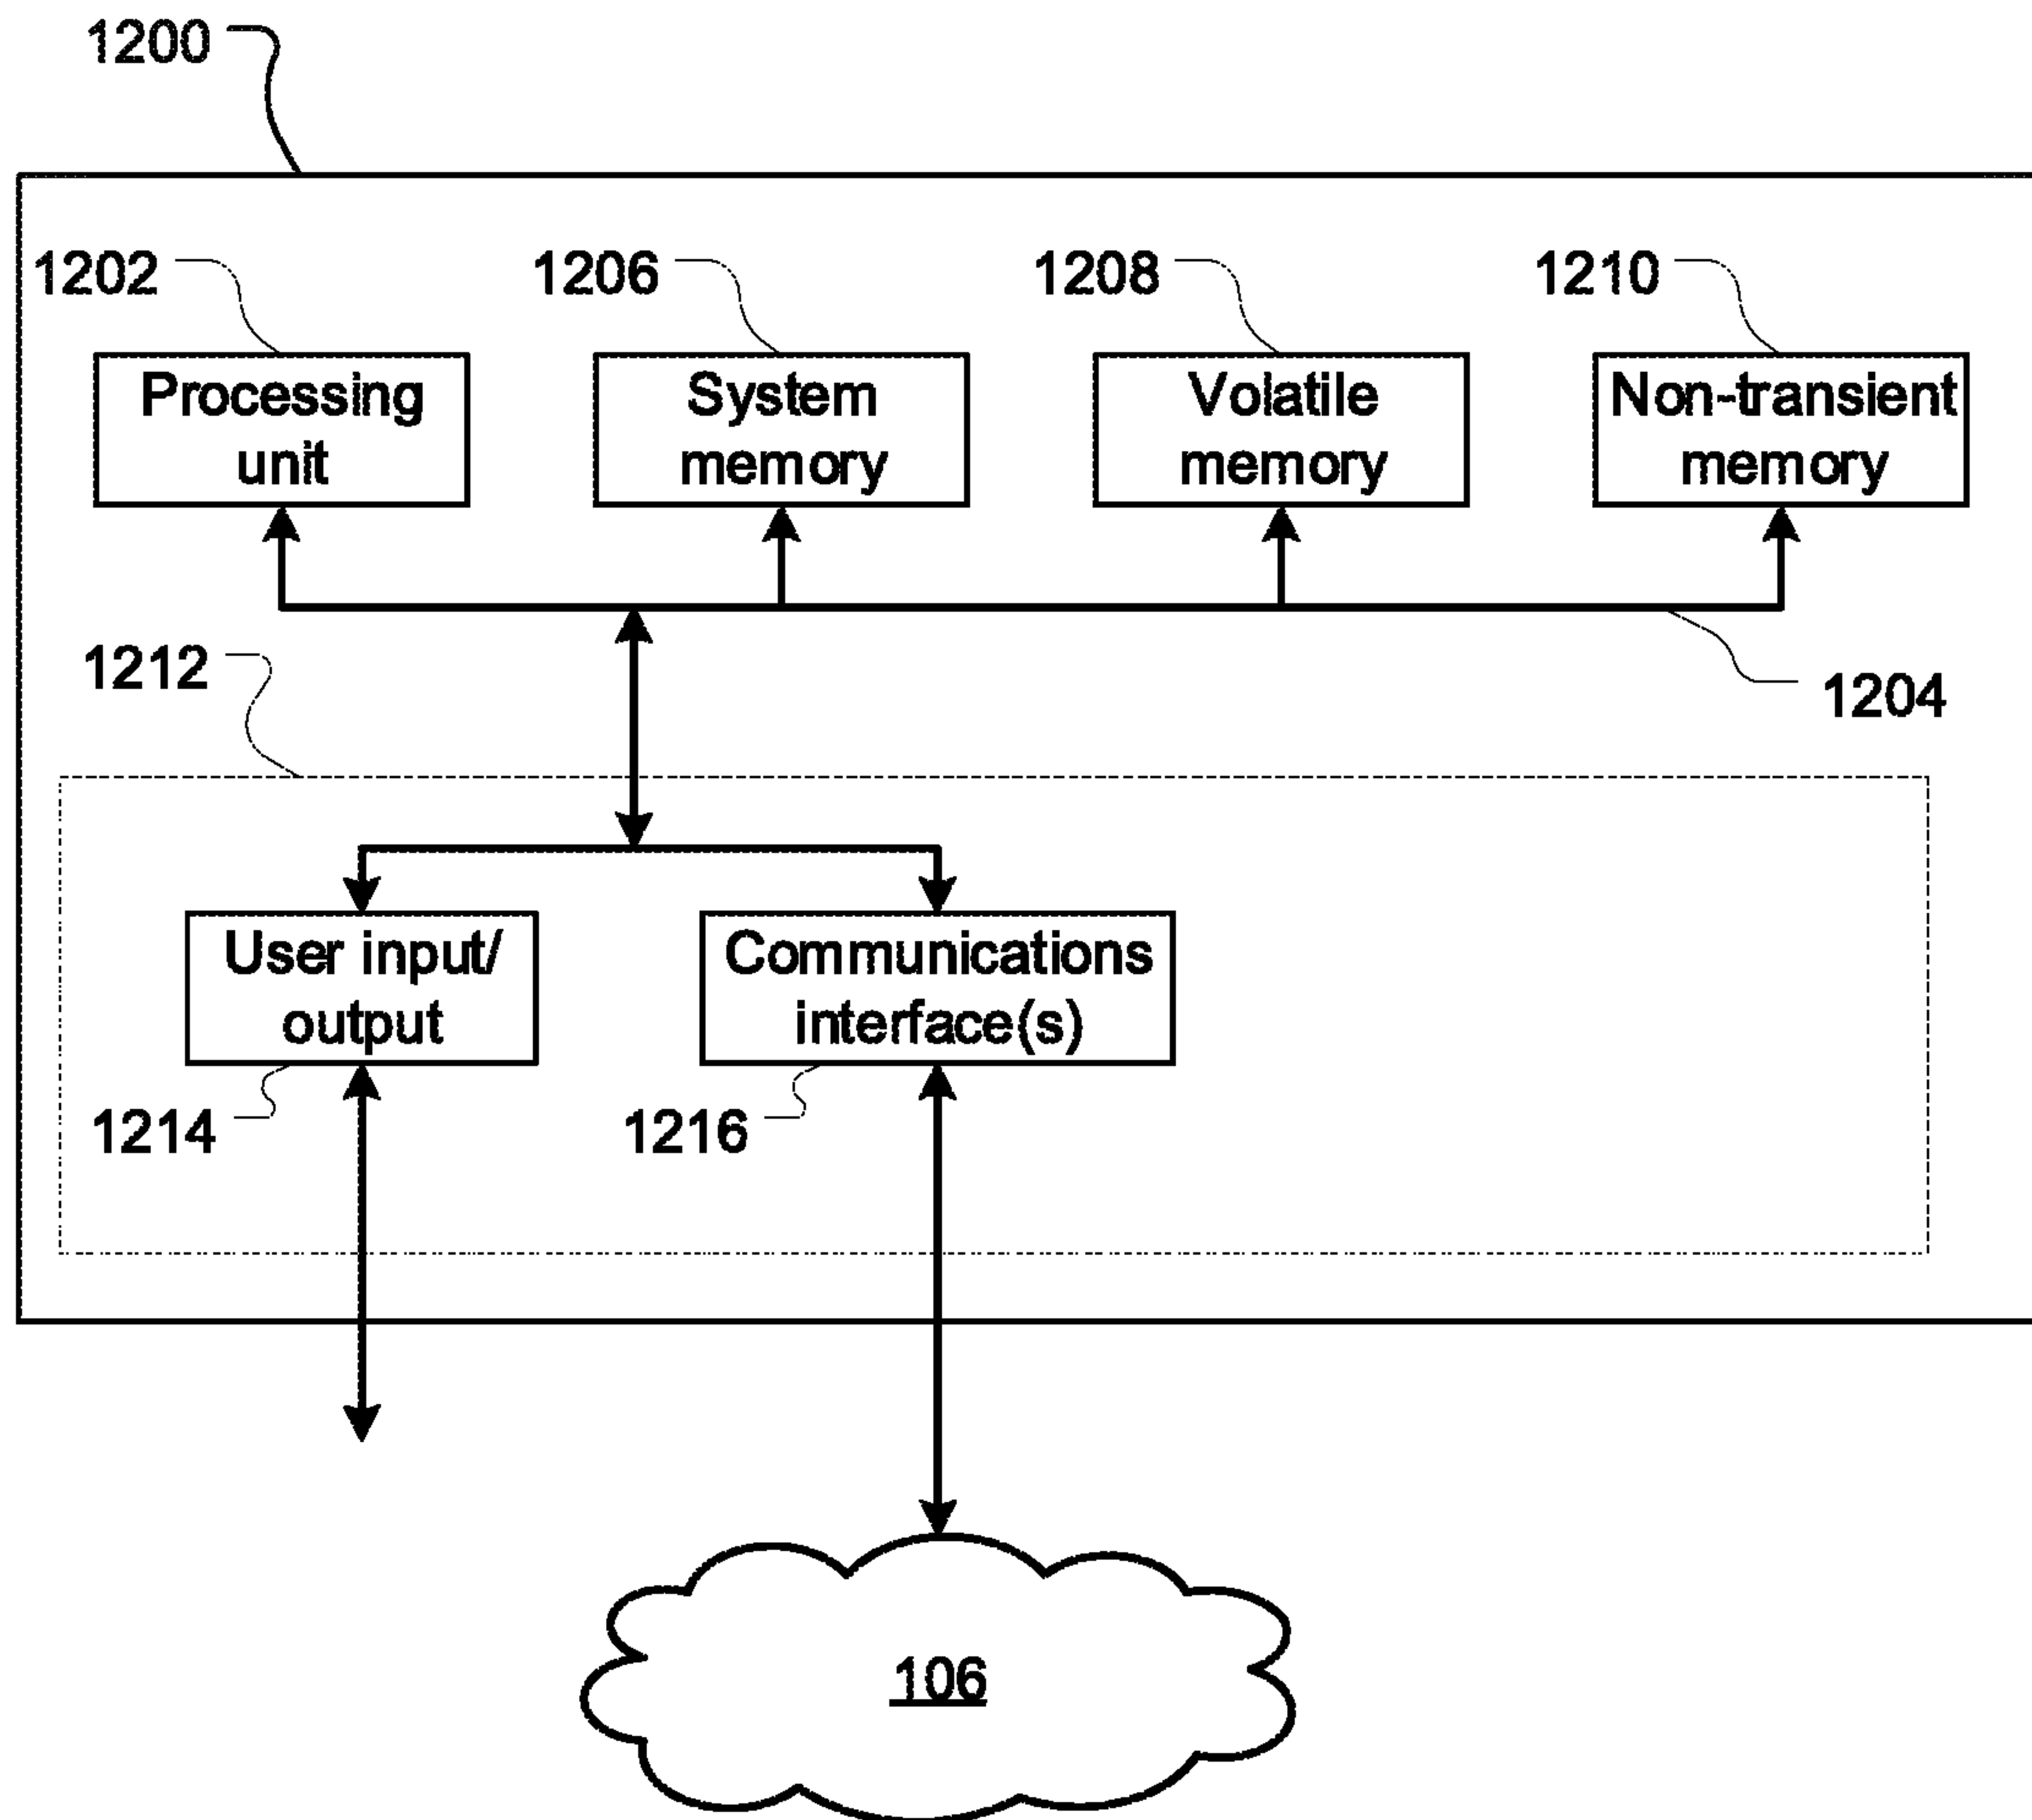 1200
1202
1206
1208
1210
Processing
unit
System
memory
Volatile
memory
Non-transient
memory
1212
1204
User input/
output
Communications
interface(s)
1214
1216
106